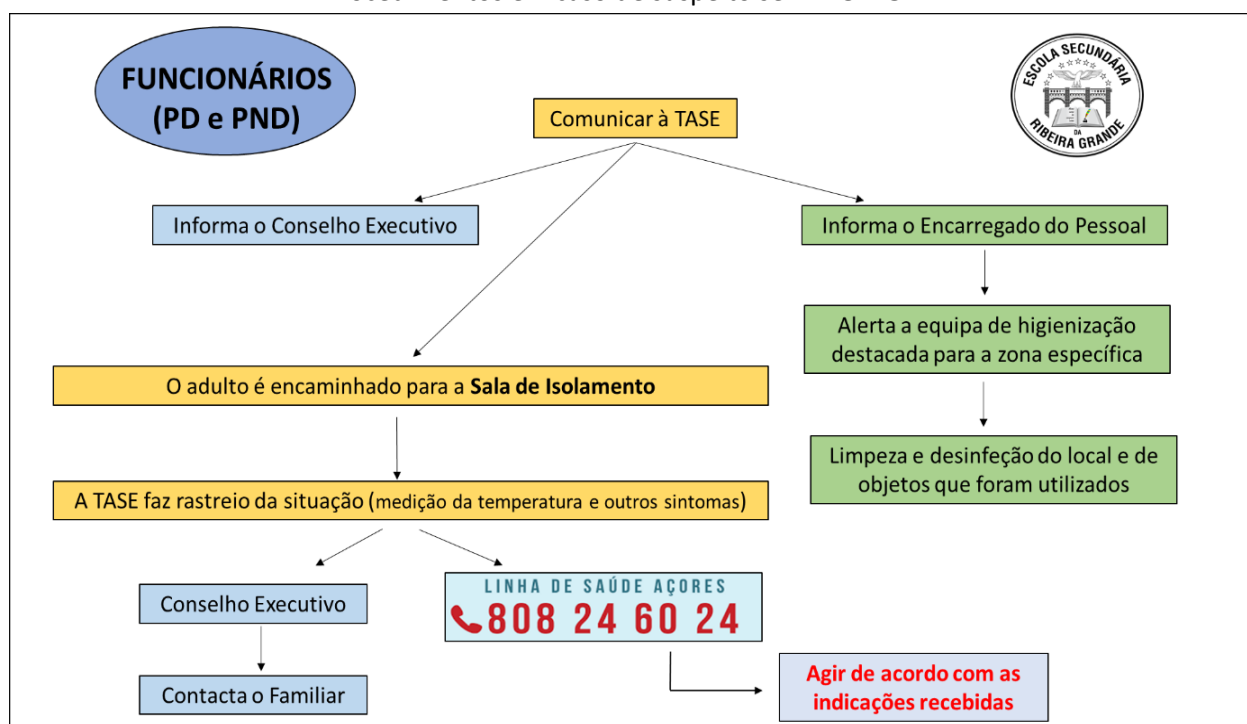 FUNCIONÁRIOS
(PD e PND)
ESCOLA SECUNDÁRIA
DA
RIBEIRA GRANDE
Comunicar à TASE
Informa o Conselho Executivo
Informa o Encarregado do Pessoal
Alerta a equipa de higienização
destacada para a zona específica
O adulto é encaminhado para a Sala de Isolamento
Limpeza e desinfeção do local e de
objetos que foram utilizados
A TASE faz rastreio da situação (medição da temperatura e outros sintomas)
Conselho Executivo
LINHA DE SAÚDE AÇORES
808 24 60 24
Contacta o Familiar
Agir de acordo com as
indicações recebidas